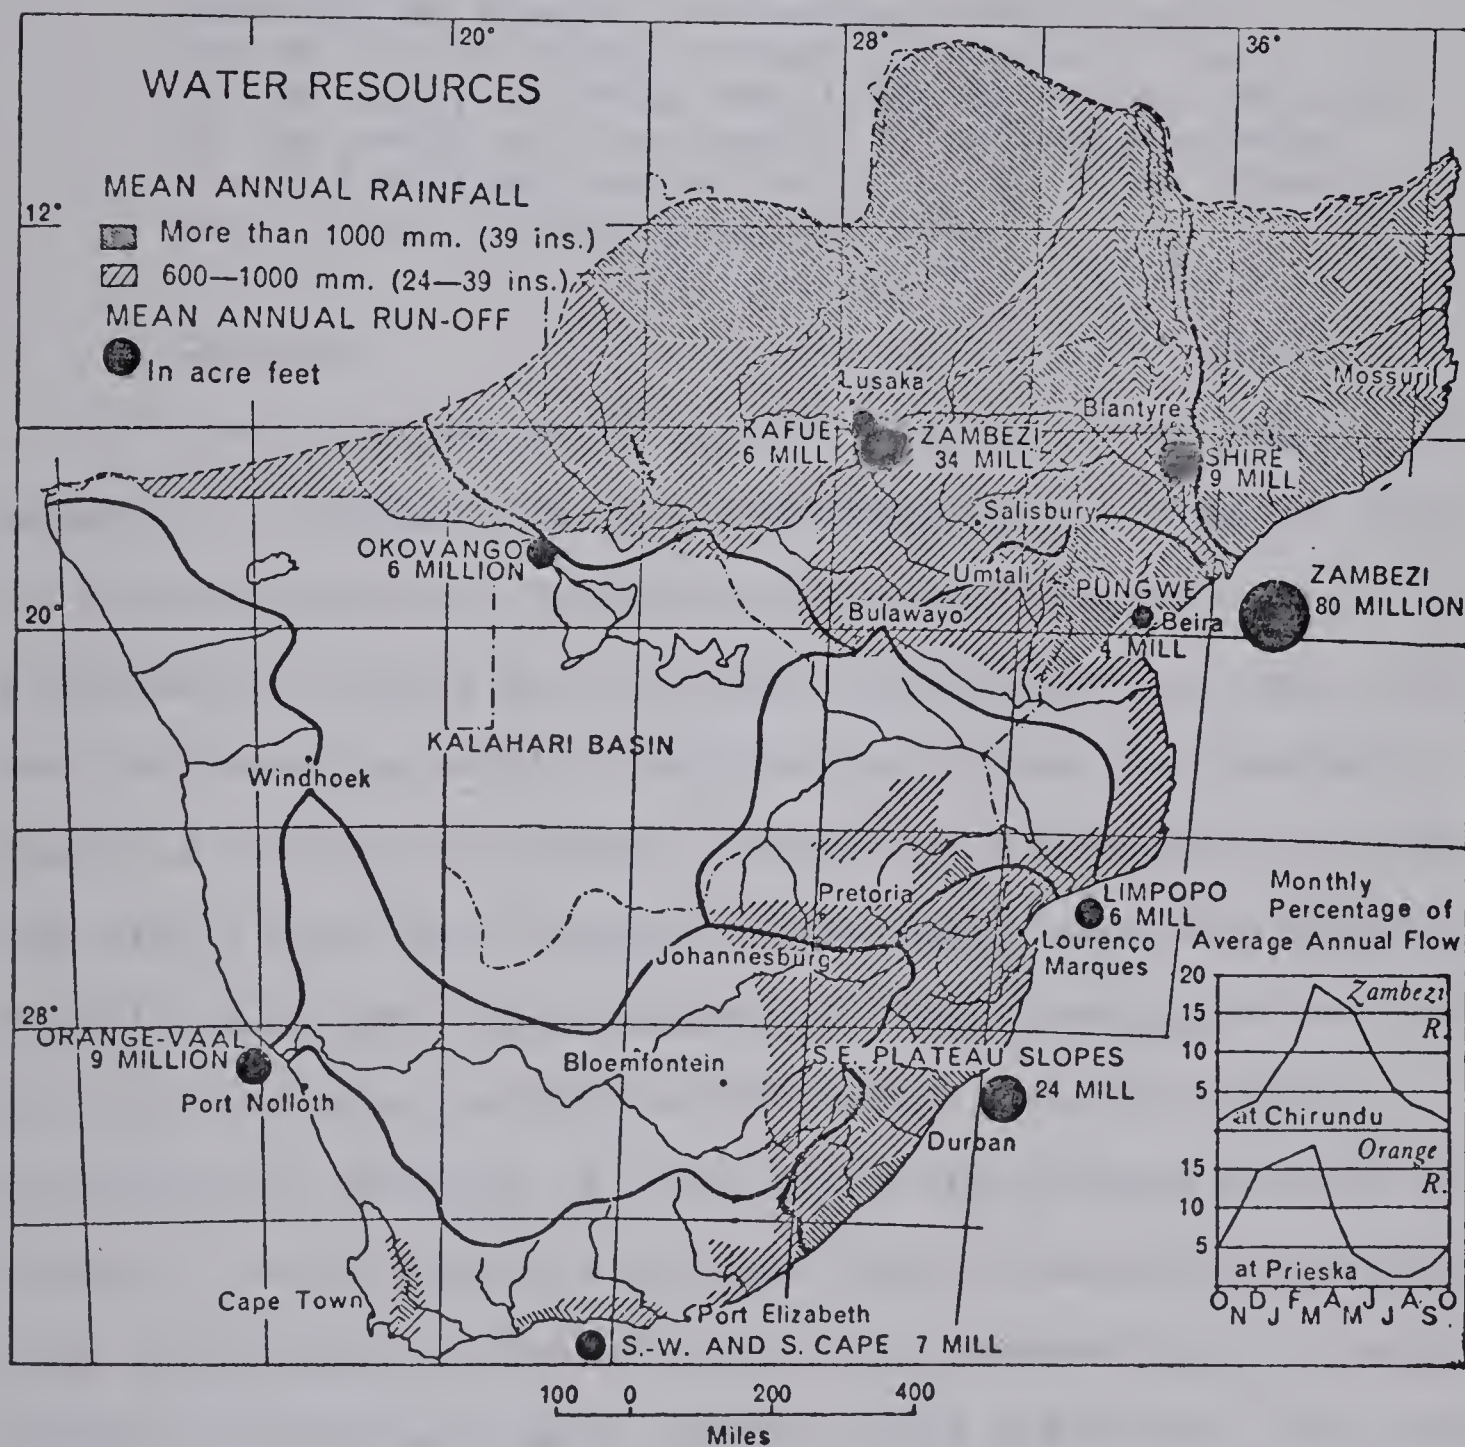 20°
28°
36°
WATER RESOURCES
MEAN ANNUAL RAINFALL
12°
More than 1000 mm. (39 ins.)
600—1000 mm. (24—39 ins.)
MEAN ANNUAL RUN-OFF
In acre feet
Lusaka
Mossuril
Blantyre
KAFUE
6 MILL
ZAMBEZI
34 MILL
SHIRE
9 MILL
Salisbury
OKOVANGO
6 MILLION
Umtali
PUNGWE
ZAMBEZI
80 MILLION
20°
Bulawayo
Beira
4 MILL
KALAHARI BASIN
Windhoek
Pretoria
LIMPOPO
6 MILL
Johannesburg
Lourenço
Marques
Monthly
Percentage of
Average Annual Flow
20
15
10
5
Zambezi
R.
at Chirundu
28°
ORANGE-VAAL
9 MILLION
Bloemfontein
S.E. PLATEAU SLOPES
24 MILL
Port Nolloth
Durban
15
10
5
Orange
R.
at Prieska
O N D J F M A M J J A S O
Cape Town
Port Elizabeth
S.-W. AND S. CAPE 7 MILL
100 0 200 400
Miles